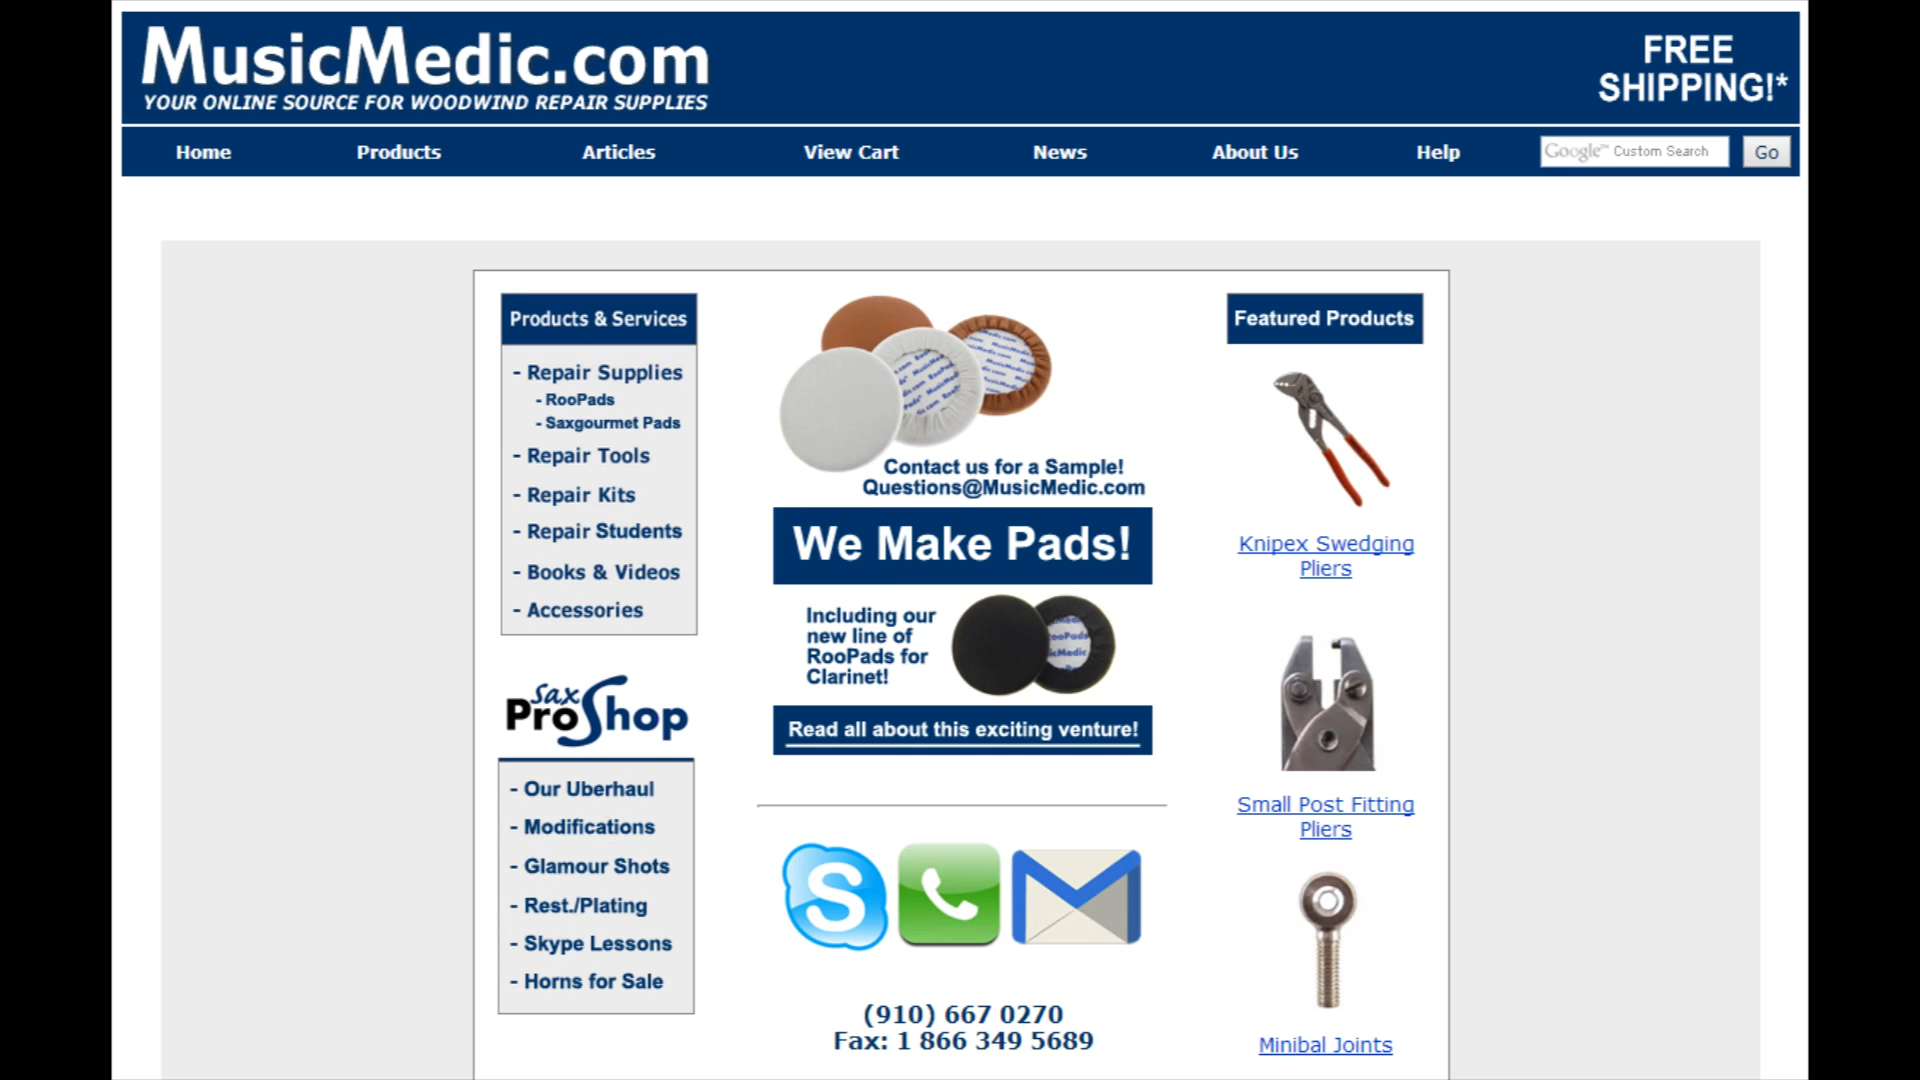 MusicMedic.com
YOUR ONLINE SOURCE FOR WOODWIND REPAIR SUPPLIES
FREE
SHIPPING!*
Home
Products
Articles
View Cart
News
About Us
Help
Google™ Custom Search
Go
Products & Services
- Repair Supplies
- RooPads
- Saxgourmet Pads
- Repair Tools
- Repair Kits
- Repair Students
- Books & Videos
- Accessories
sax
ProShop
- Our Uberhaul
- Modifications
- Glamour Shots
- Rest./Plating
- Skype Lessons
- Horns for Sale
Contact us for a Sample!
Questions@MusicMedic.com
We Make Pads!
Including our
new line of
RooPads for
Clarinet!
Read all about this exciting venture!
(910) 667 0270
Fax: 1 866 349 5689
Featured Products
Knipex Swedging
Pliers
Small Post Fitting
Pliers
Minibal Joints